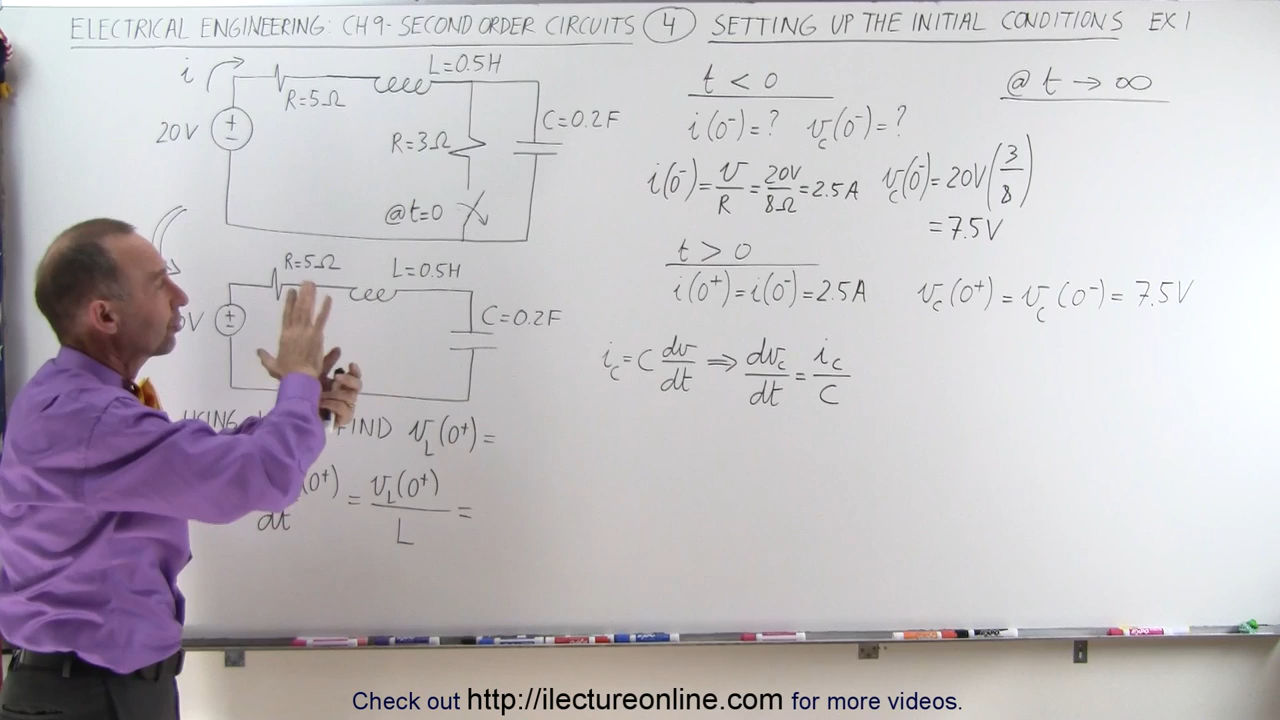 ELECTRICAL ENGINEERING: CH 9- SECOND ORDER CIRCUITS 4 SETTING UP THE INITIAL CONDITIONS EX 1
i
L=0.5H
R=5Ω
20V
+
−
R=3Ω
C=0.2F
@t=0
R=5Ω
L=0.5H
V
+
−
C=0.2F
USING FIND v_L(0⁺)=
(0⁺)/dt = v_L(0⁺)/L =
t < 0
i(0⁻)=? v_c(0⁻)=?
i(0⁻)=v/R=20V/8Ω=2.5A v_c(0⁻)=20V(3/8)
=7.5V
t > 0
i(0⁺)=i(0⁻)=2.5A v_c(0⁺)=v_c(0⁻)=7.5V
i_c=C dv/dt ⇒ dv_c/dt=i_c/C
@ t → ∞
Check out http://ilectureonline.com for more videos.